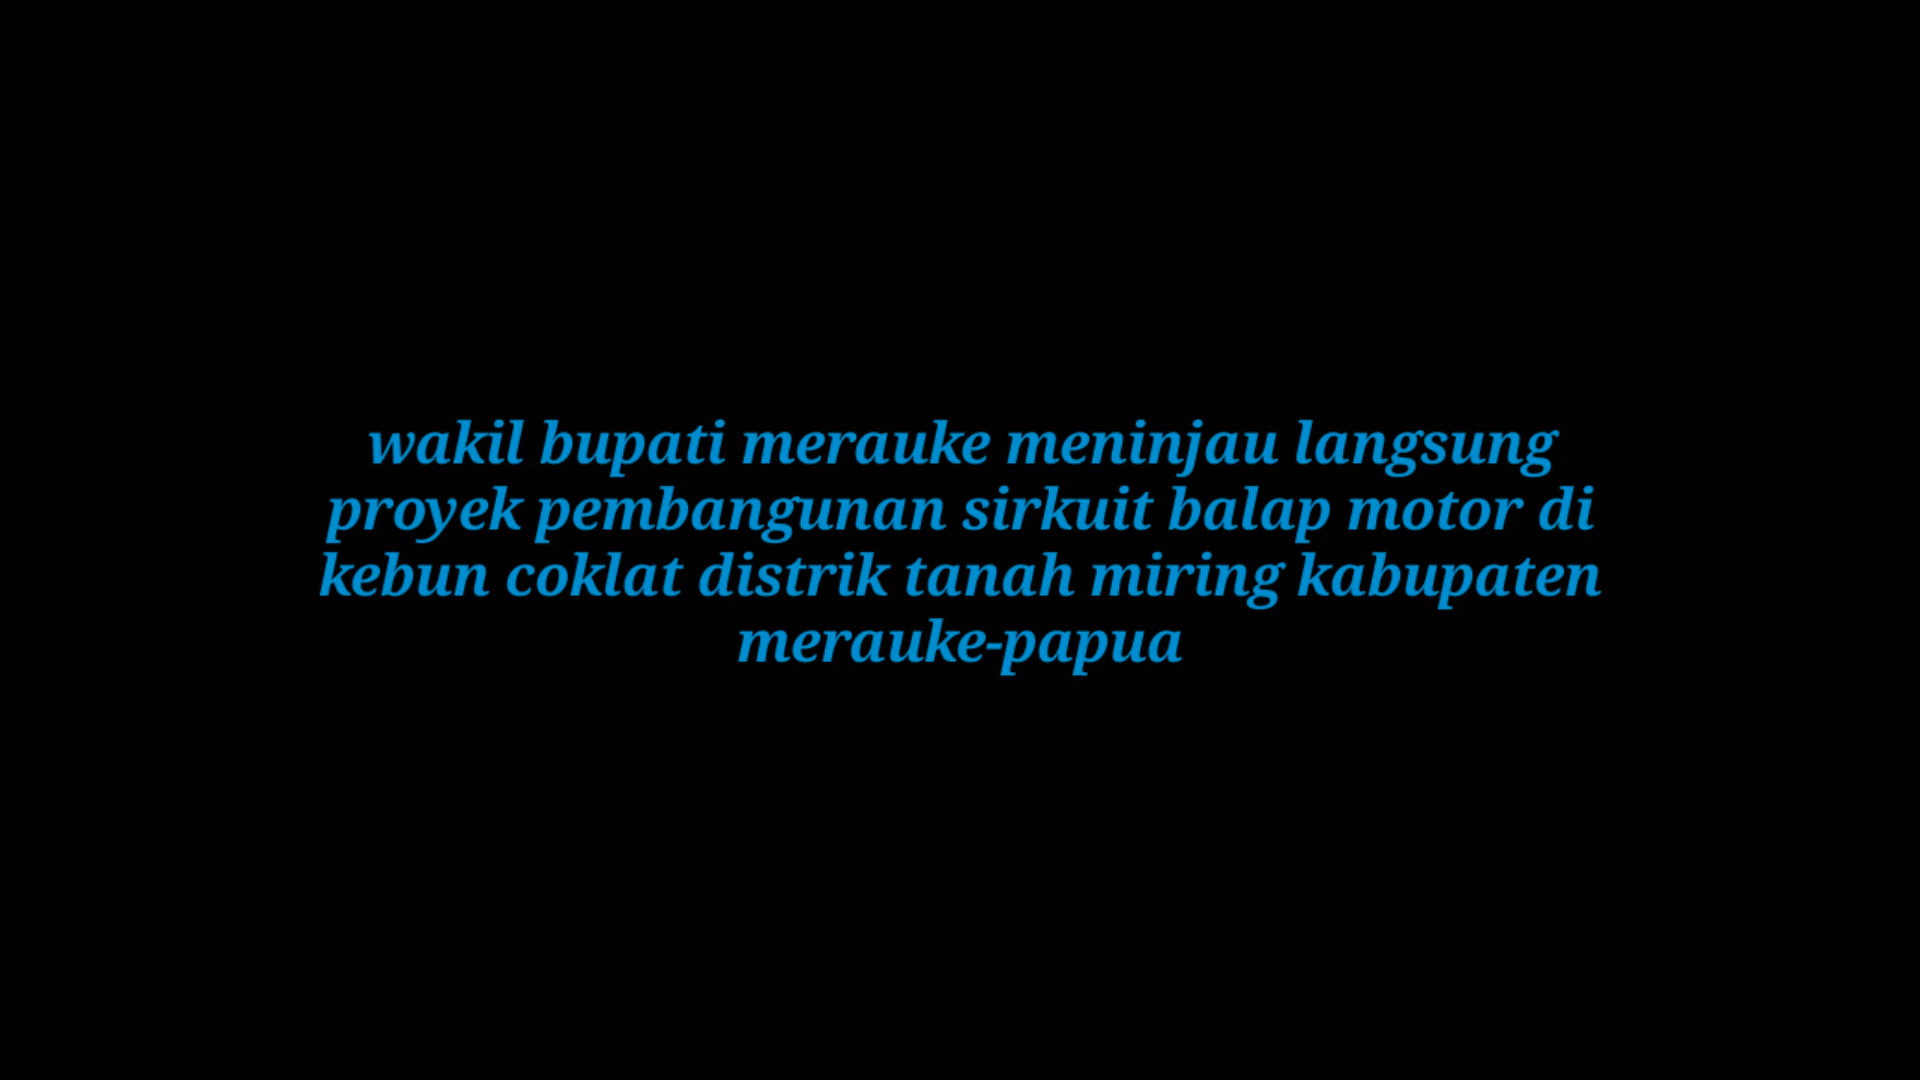 wakil bupati merauke meninjau langsung
proyek pembangunan sirkuit balap motor di
kebun coklat distrik tanah miring kabupaten
merauke-papua